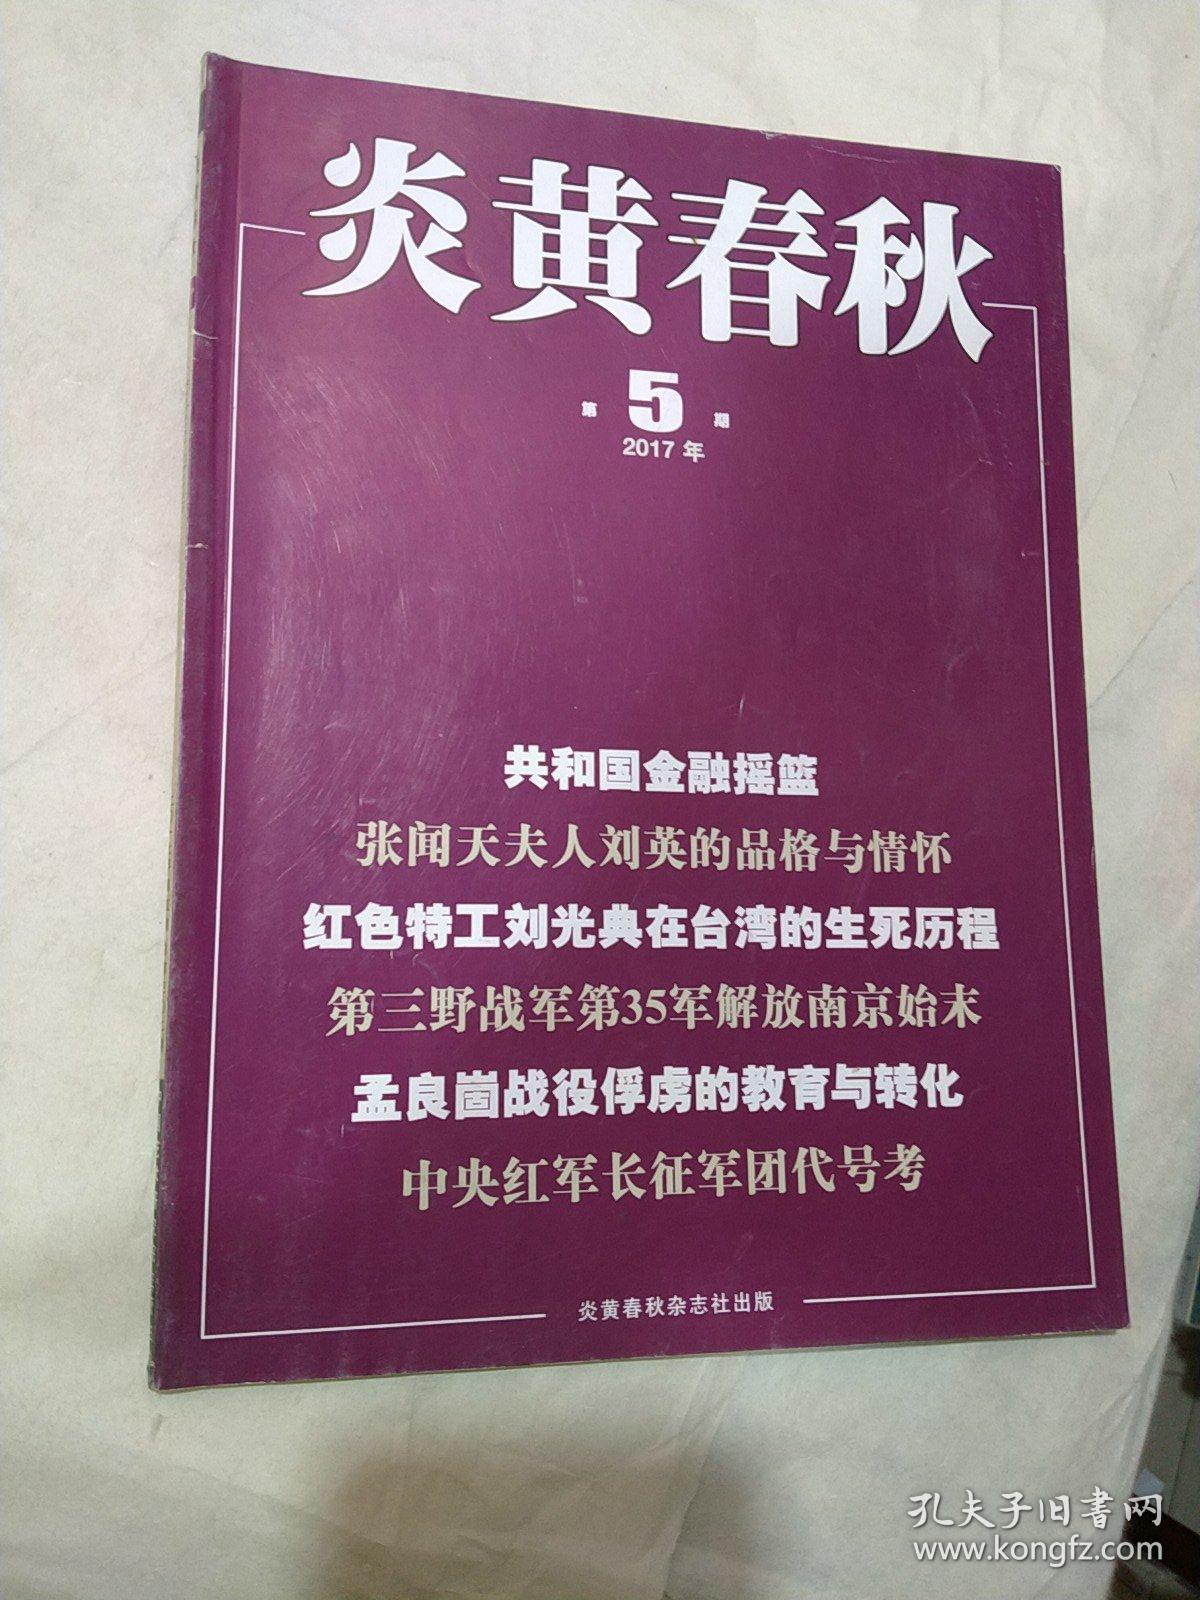 炎黄春秋
第5期
2017年
共和国金融摇篮
张闻天夫人刘英的品格与情怀
红色特工刘光典在台湾的生死历程
第三野战军第35军解放南京始末
孟良崮战役俘虏的教育与转化
中央红军长征军团代号考
炎黄春秋杂志社出版
孔夫子旧书网
www.kongfz.com